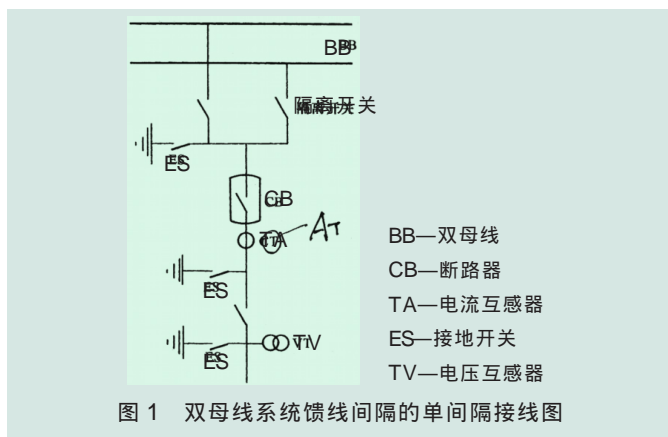 BB
隔离开关
ES
CB
TA AT
ES
TV
ES
BB—双母线
CB—断路器
TA—电流互感器
ES—接地开关
TV—电压互感器
图 1 双母线系统馈线间隔的单间隔接线图